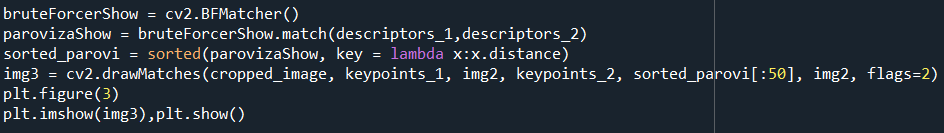 bruteForcerShow = cv2.BFMatcher()
parovizaShow = bruteForcerShow.match(descriptors_1,descriptors_2)
sorted_parovi = sorted(parovizaShow, key = lambda x:x.distance)
img3 = cv2.drawMatches(cropped_image, keypoints_1, img2, keypoints_2, sorted_parovi[:50], img2, flags=2)
plt.figure(3)
plt.imshow(img3),plt.show()